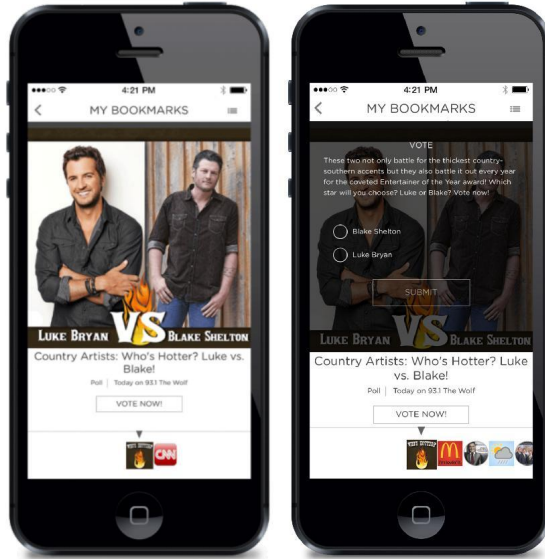 4:21 PM
MY BOOKMARKS
LUKE BRYAN VS BLAKE SHELTON
Country Artists: Who's Hotter? Luke vs.
Blake!
Poll | Today on 93.1 The Wolf
VOTE NOW!
WHO'S HOTTER?
CNN
4:21 PM
MY BOOKMARKS
VOTE
These two not only battle for the thickest country-
southern accents but they also battle it out every year
for the coveted Entertainer of the Year award! Which
star will you choose? Luke or Blake? Vote now!
Blake Shelton
Luke Bryan
SUBMIT
LUKE BRYAN VS BLAKE SHELTON
Country Artists: Who's Hotter? Luke
vs. Blake!
Poll | Today on 93.1 The Wolf
VOTE NOW!
WHO'S HOTTER?